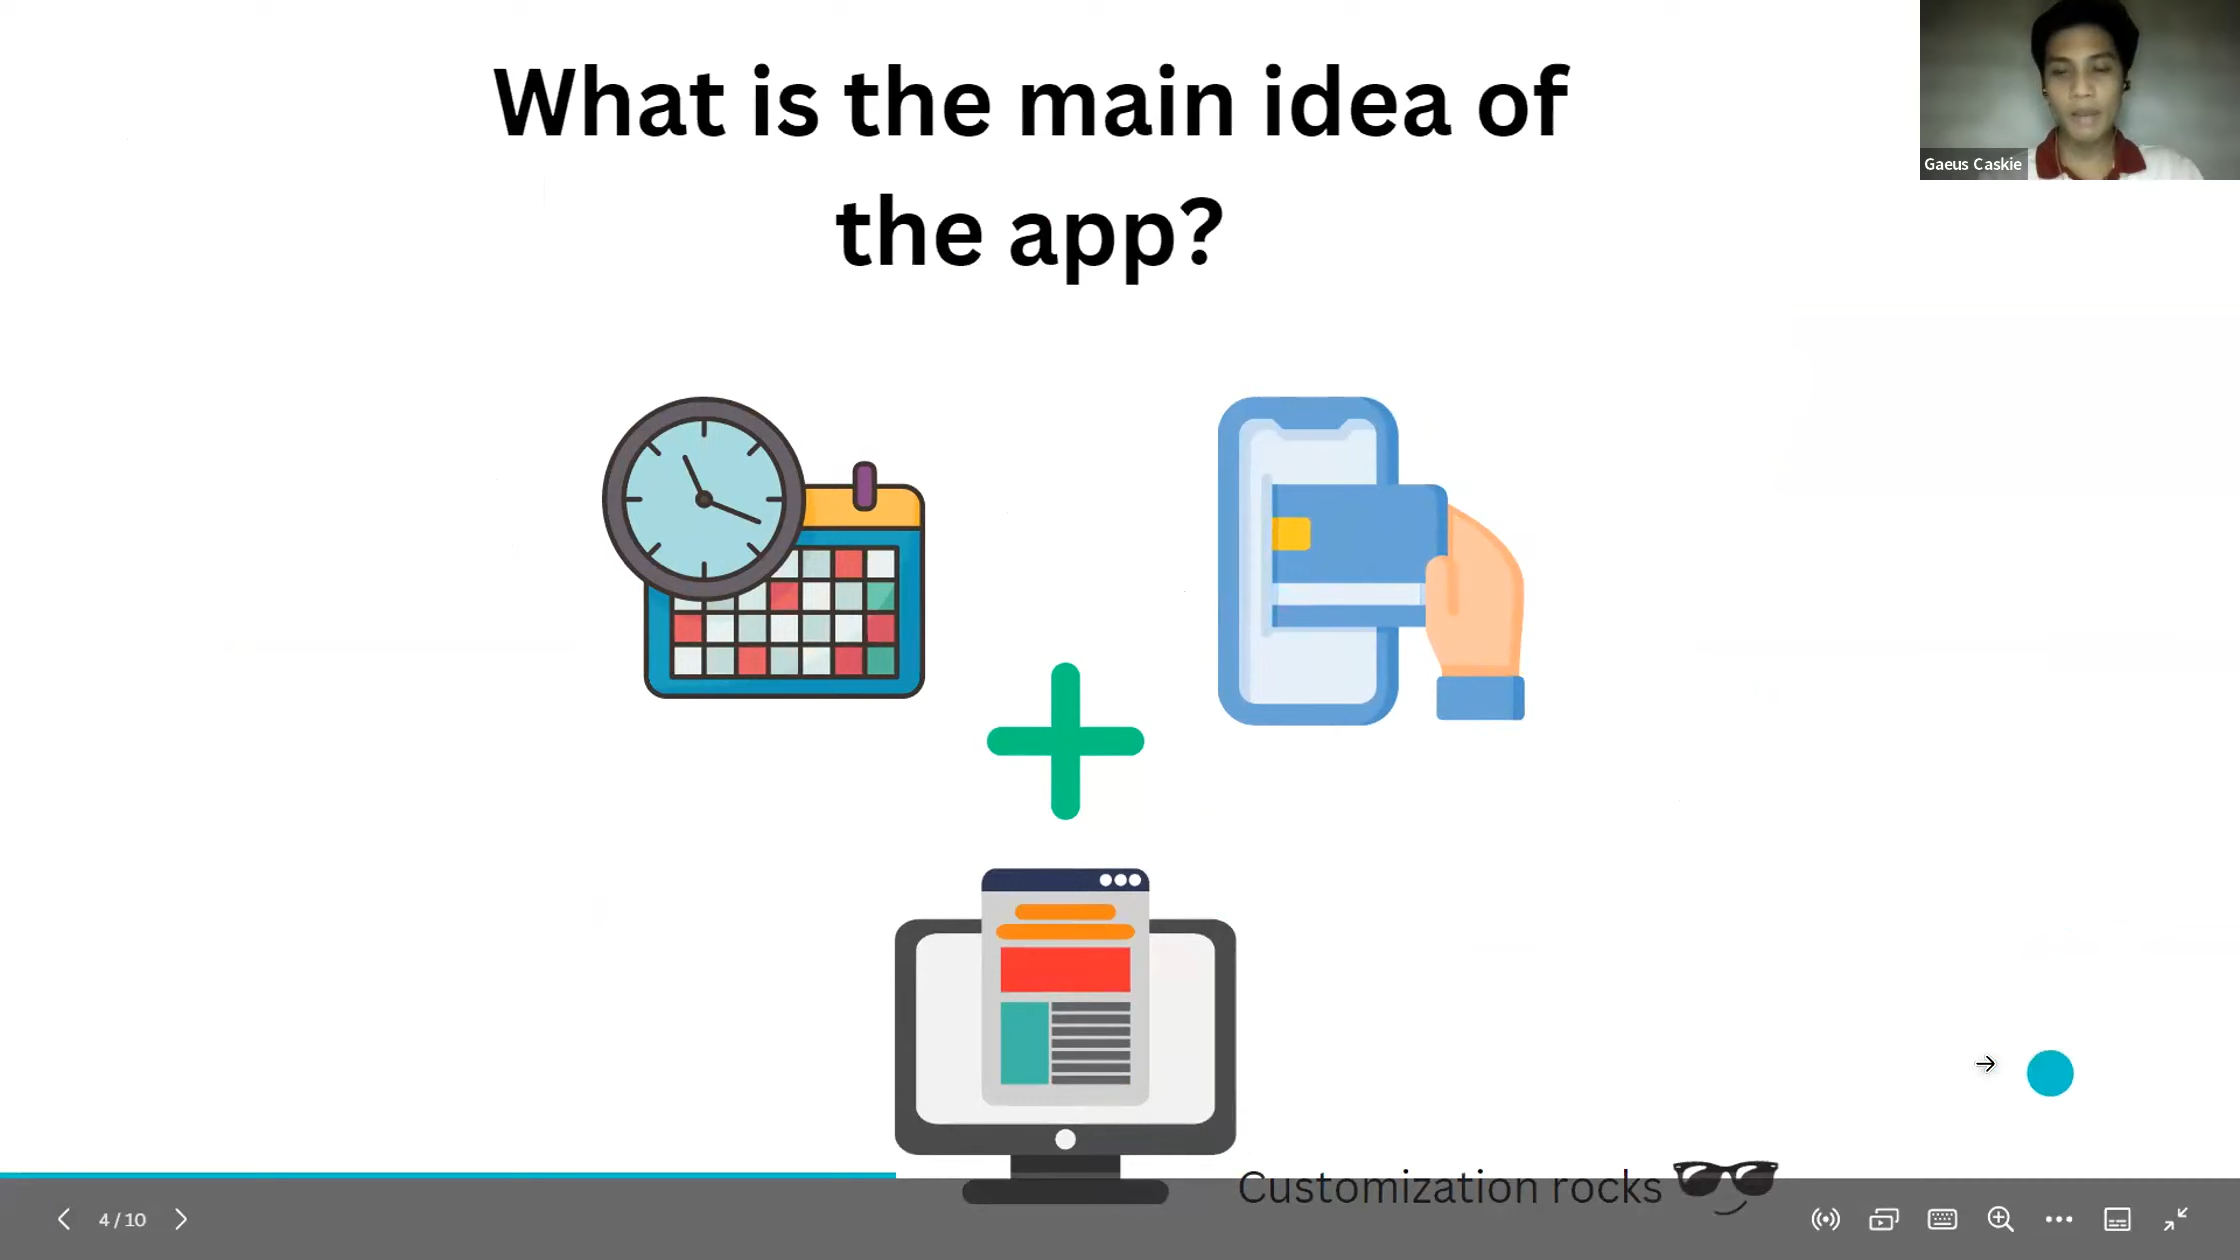 What is the main idea of
the app?
Gaeus Caskie
Customization rocks
4 / 10